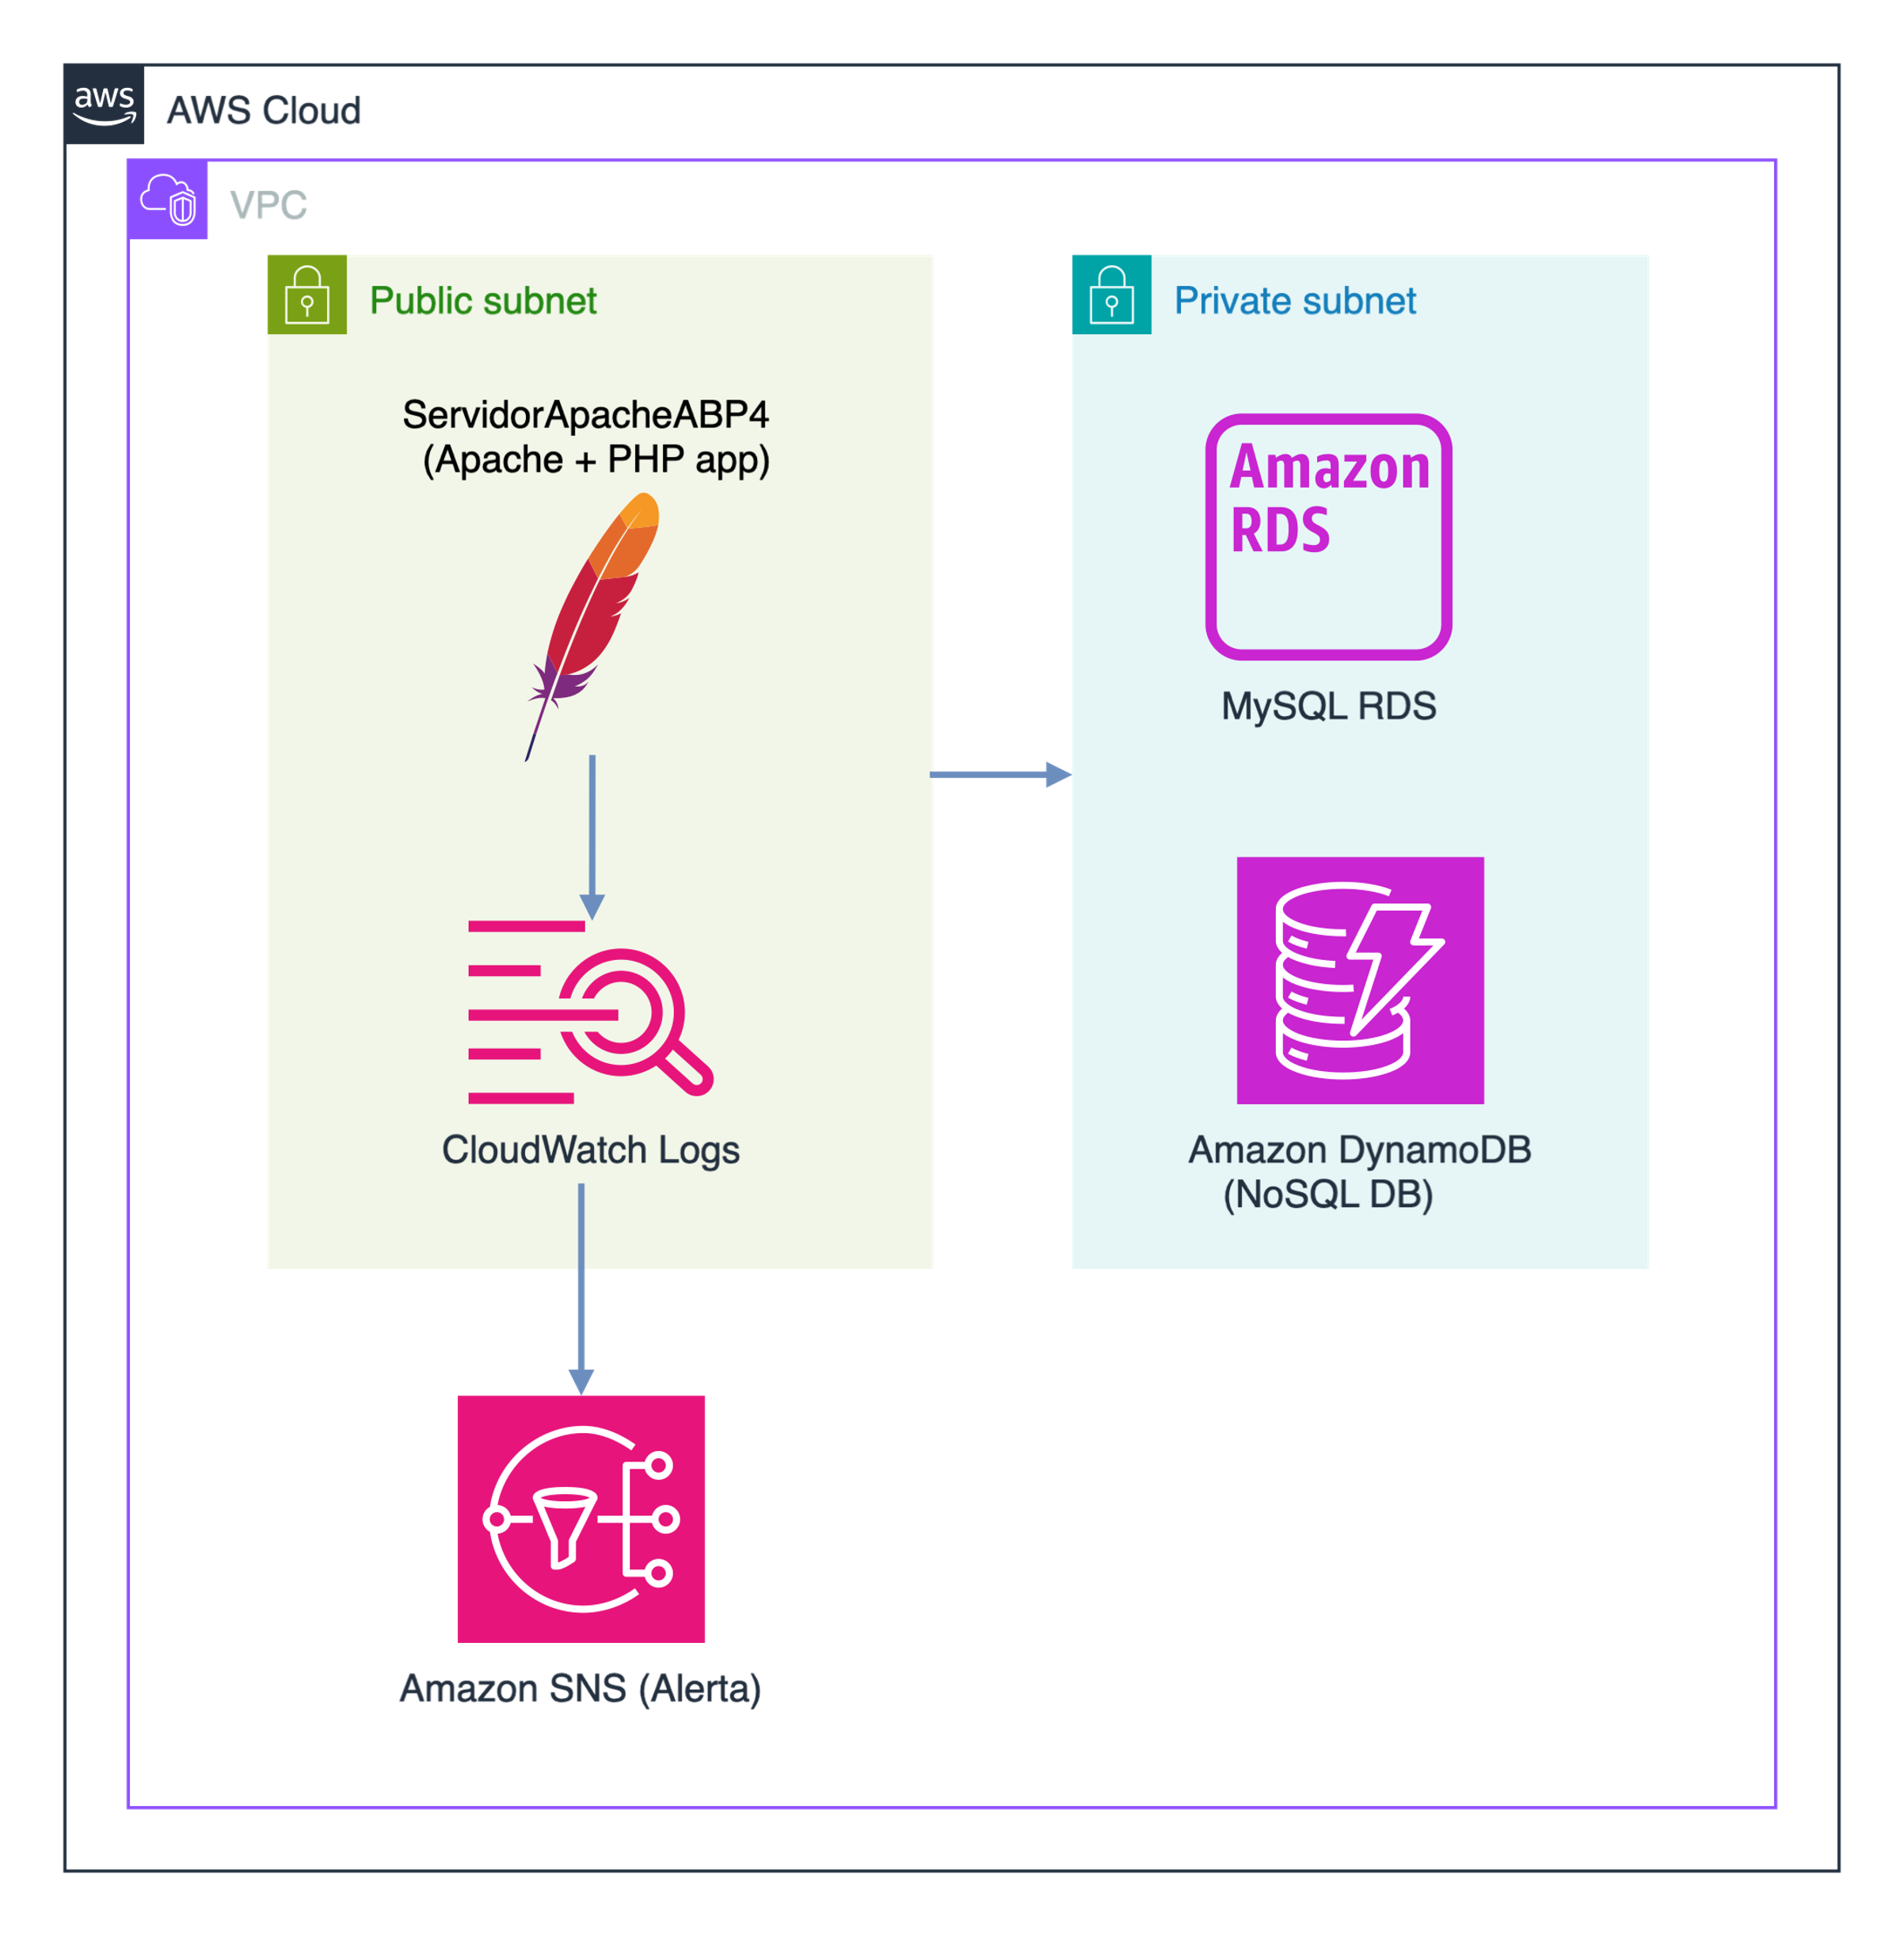 aws
AWS Cloud
VPC
Public subnet
ServidorApacheABP4
(Apache + PHP app)
CloudWatch Logs
Amazon SNS (Alerta)
Private subnet
Amazon
RDS
MySQL RDS
Amazon DynamoDB
(NoSQL DB)